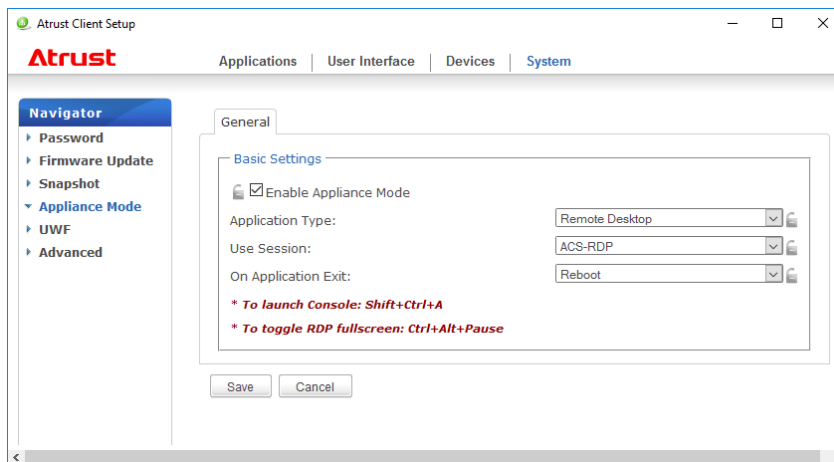 Atrust Client Setup
Atrust
Applications | User Interface | Devices | System
Navigator
Password
Firmware Update
Snapshot
Appliance Mode
UWF
Advanced
General
Basic Settings
Enable Appliance Mode
Application Type: Remote Desktop
Use Session: ACS-RDP
On Application Exit: Reboot
* To launch Console: Shift+Ctrl+A
* To toggle RDP fullscreen: Ctrl+Alt+Pause
Save Cancel